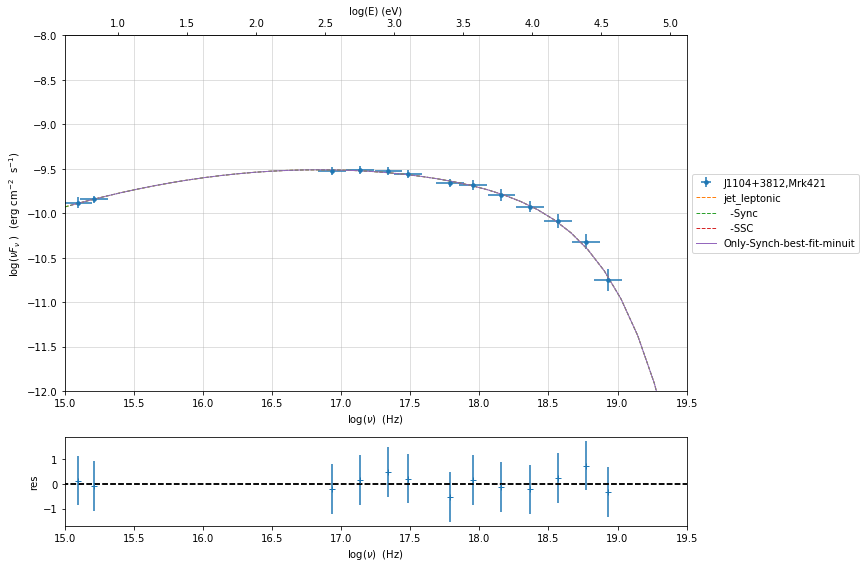 log(E) (eV)
1.0 1.5 2.0 2.5 3.0 3.5 4.0 4.5 5.0
−8.0
−8.5
−9.0
−9.5
−10.0
−10.5
−11.0
−11.5
−12.0
log(νFν ) (erg cm−2 s−1)
15.0 15.5 16.0 16.5 17.0 17.5 18.0 18.5 19.0 19.5
log(ν) (Hz)
J1104+3812,Mrk421
jet_leptonic
-Sync
-SSC
Only-Synch-best-fit-minuit
1
0
−1
res
15.0 15.5 16.0 16.5 17.0 17.5 18.0 18.5 19.0 19.5
log(ν) (Hz)